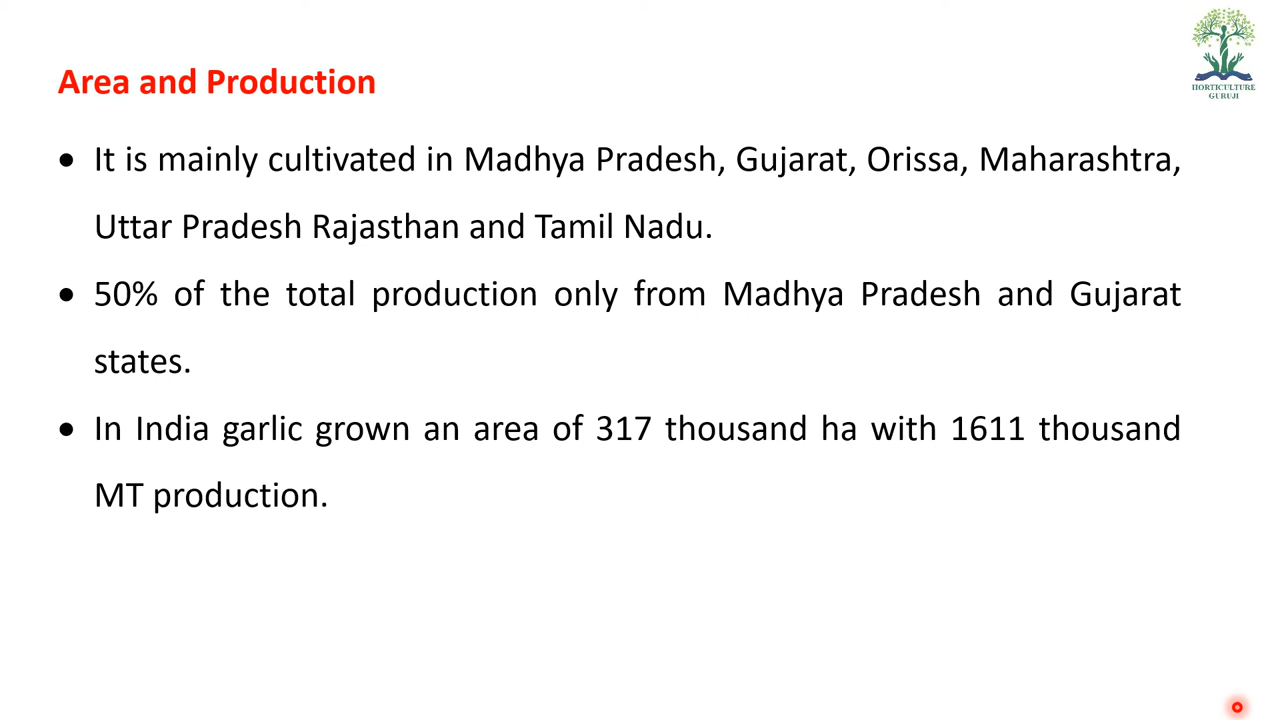 HORTICULTURE
GURUJI
Area and Production
• It is mainly cultivated in Madhya Pradesh, Gujarat, Orissa, Maharashtra,
Uttar Pradesh Rajasthan and Tamil Nadu.
• 50% of the total production only from Madhya Pradesh and Gujarat
states.
• In India garlic grown an area of 317 thousand ha with 1611 thousand
MT production.